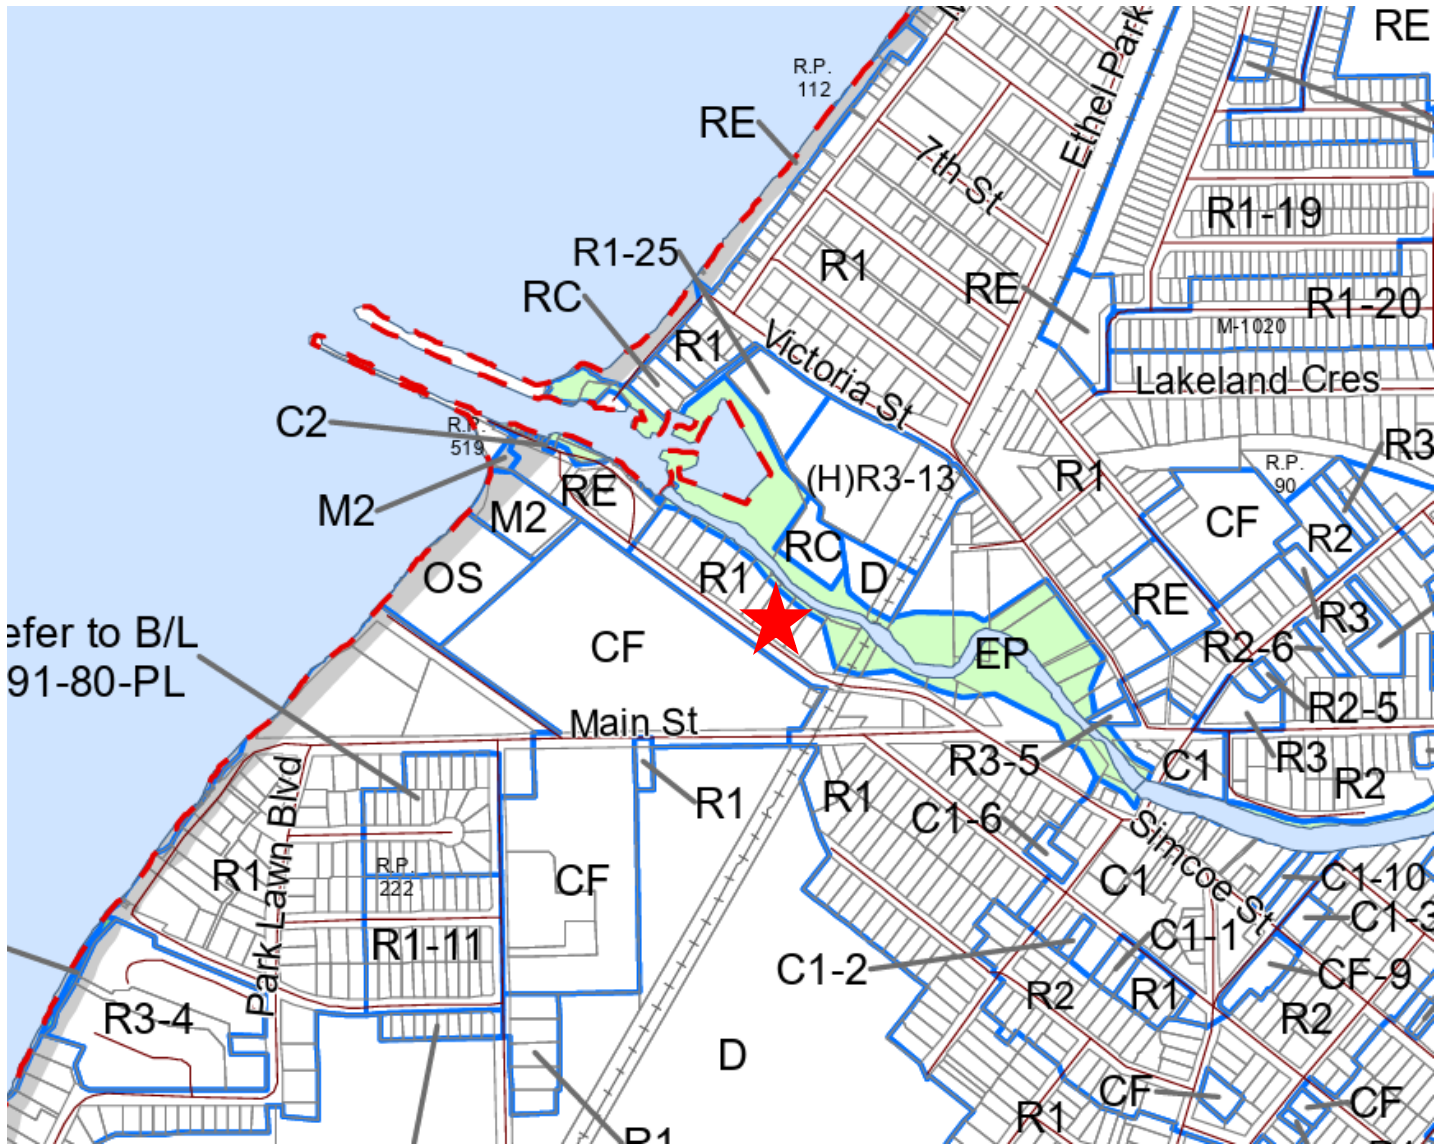 RE
R.P.
112
Ethel Park
RE
7th St
R1-19
R1-25
R1
RE
RC
R1-20
M-1020
R1
Victoria St
Lakeland Cres
C2
R.P.
519
R3
R1
R.P.
90
(H)R3-13
RE
M2
M2
CF
R2
RC
OS
R1
D
RE
R3
efer to B/L
91-80-PL
CF
EP
R2-6
R2-5
Main St
R3-5
C1
R3
R2
R1
R1
C1-6
Simcoe St
Park Lawn Blvd
R.P.
222
R1
CF
C1
C1-10
C1-3
R1-11
C1-1
C1-2
CF-9
R2
R1
R2
R3-4
D
CF
CF
R1
R1